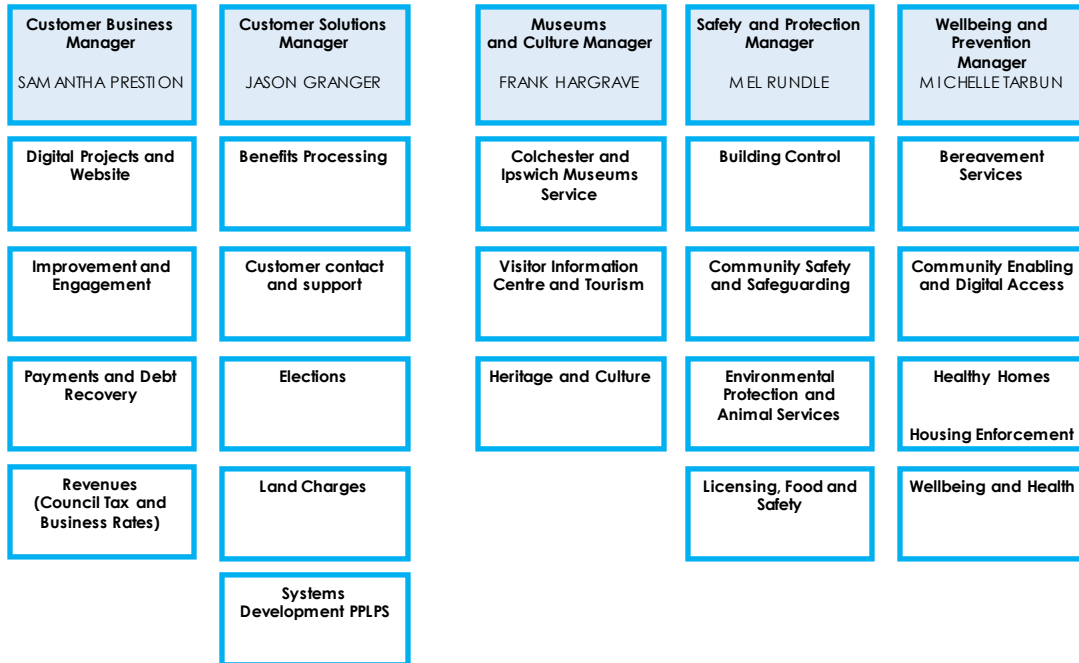 Customer Business
Manager
SAMANTHA PRESTION
Digital Projects and
Website
Improvement and
Engagement
Payments and Debt
Recovery
Revenues
(Council Tax and
Business Rates)
Customer Solutions
Manager
JASON GRANGER
Benefits Processing
Customer contact
and support
Elections
Land Charges
Systems
Development PPLPS
Museums
and Culture Manager
FRANK HARGRAVE
Colchester and
Ipswich Museums
Service
Visitor Information
Centre and Tourism
Heritage and Culture
Safety and Protection
Manager
MEL RUNDLE
Building Control
Community Safety
and Safeguarding
Environmental
Protection and
Animal Services
Licensing, Food and
Safety
Wellbeing and
Prevention
Manager
MICHELLE TARBUN
Bereavement
Services
Community Enabling
and Digital Access
Healthy Homes
Housing Enforcement
Wellbeing and Health